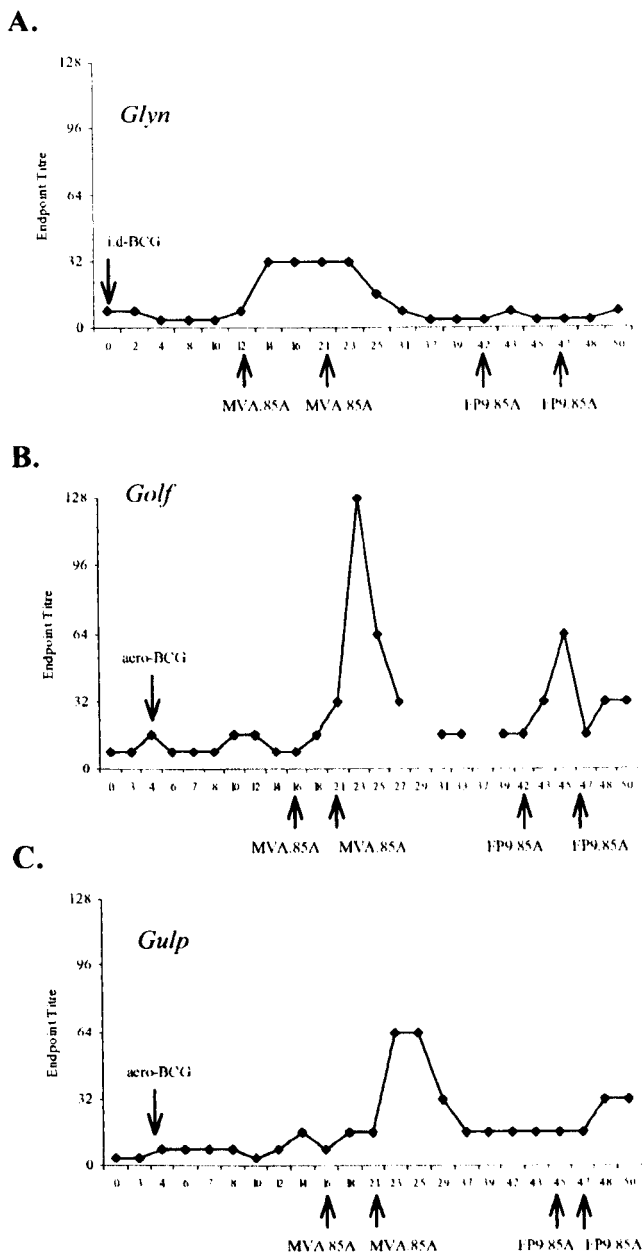 A.
Glyn
128
96
64
32
0
Endpoint Titre
i.d-BCG
0 2 4 8 10 12 14 16 21 23 25 31 37 39 42 43 45 47 48 50
MVA.85A MVA.85A FP9.85A FP9.85A
B.
Golf
128
96
64
32
0
Endpoint Titre
aero-BCG
0 3 4 6 7 8 10 12 14 16 18 21 23 25 27 29 31 33 37 39 42 43 45 47 48 50
MVA.85A MVA.85A FP9.85A FP9.85A
C.
Gulp
128
96
64
32
0
Endpoint Titre
aero-BCG
0 3 4 6 7 8 10 12 14 16 18 21 23 25 29 37 39 42 43 45 47 48 50
MVA.85A MVA.85A FP9.85A FP9.85A